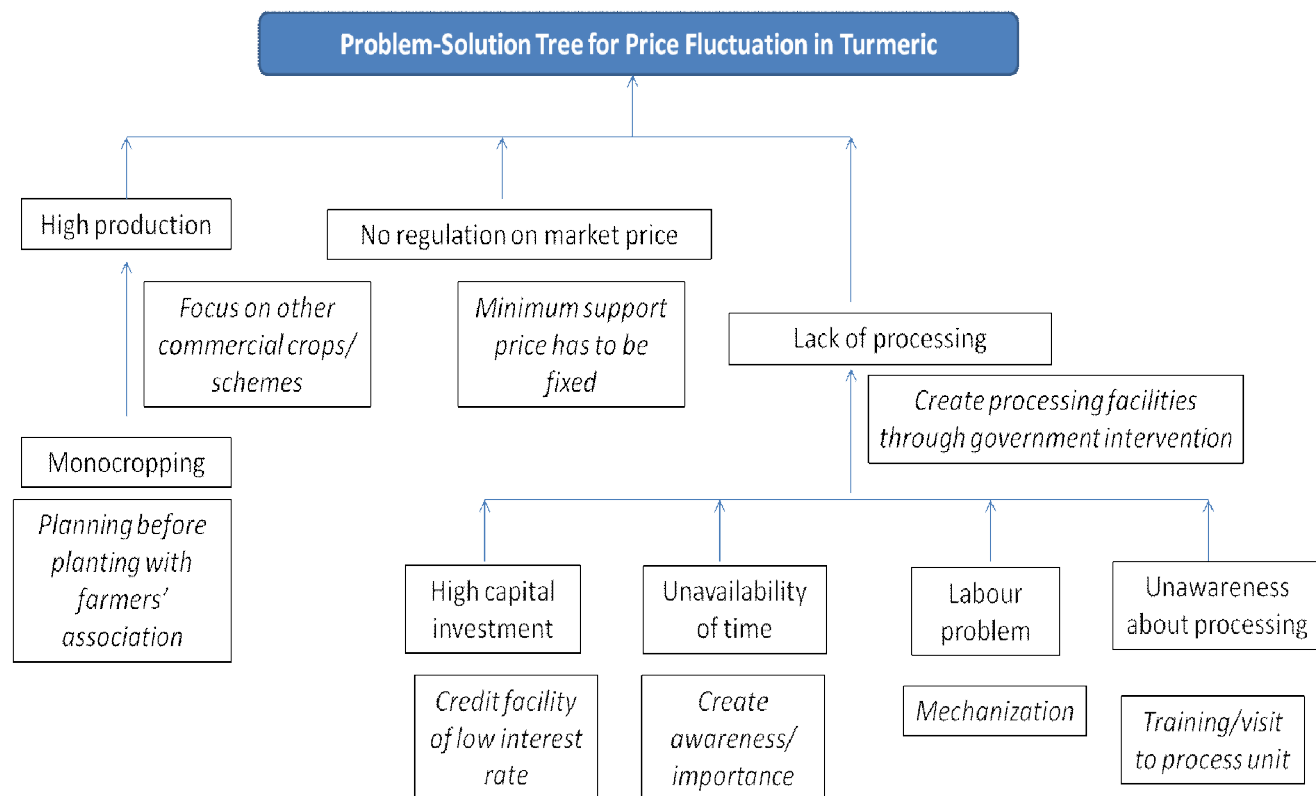 Problem-Solution Tree for Price Fluctuation in Turmeric
High production
No regulation on market price
Focus on other
commercial crops/
schemes
Minimum support
price has to be
fixed
Lack of processing
Create processing facilities
through government intervention
Monocropping
Planning before
planting with
farmers'
association
High capital
investment
Unavailability
of time
Labour
problem
Unawareness
about processing
Credit facility
of low interest
rate
Create
awareness/
importance
Mechanization
Training/visit
to process unit